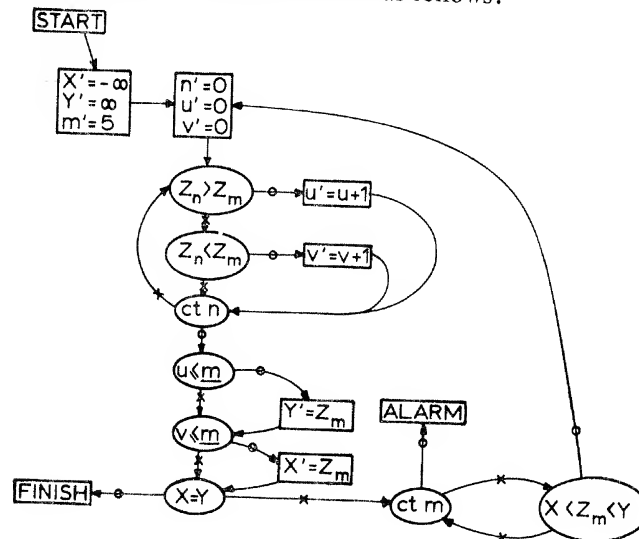 START
X'=-∞
Y'=∞
m'=5
n'=0
u'=0
v'=0
Zn>Zm
u'=u+1
Zn<Zm
v'=v+1
ct n
u⩽m
Y'=Zm
ALARM
v⩽m
X'=Zm
FINISH
X=Y
ct m
X<Zm<Y